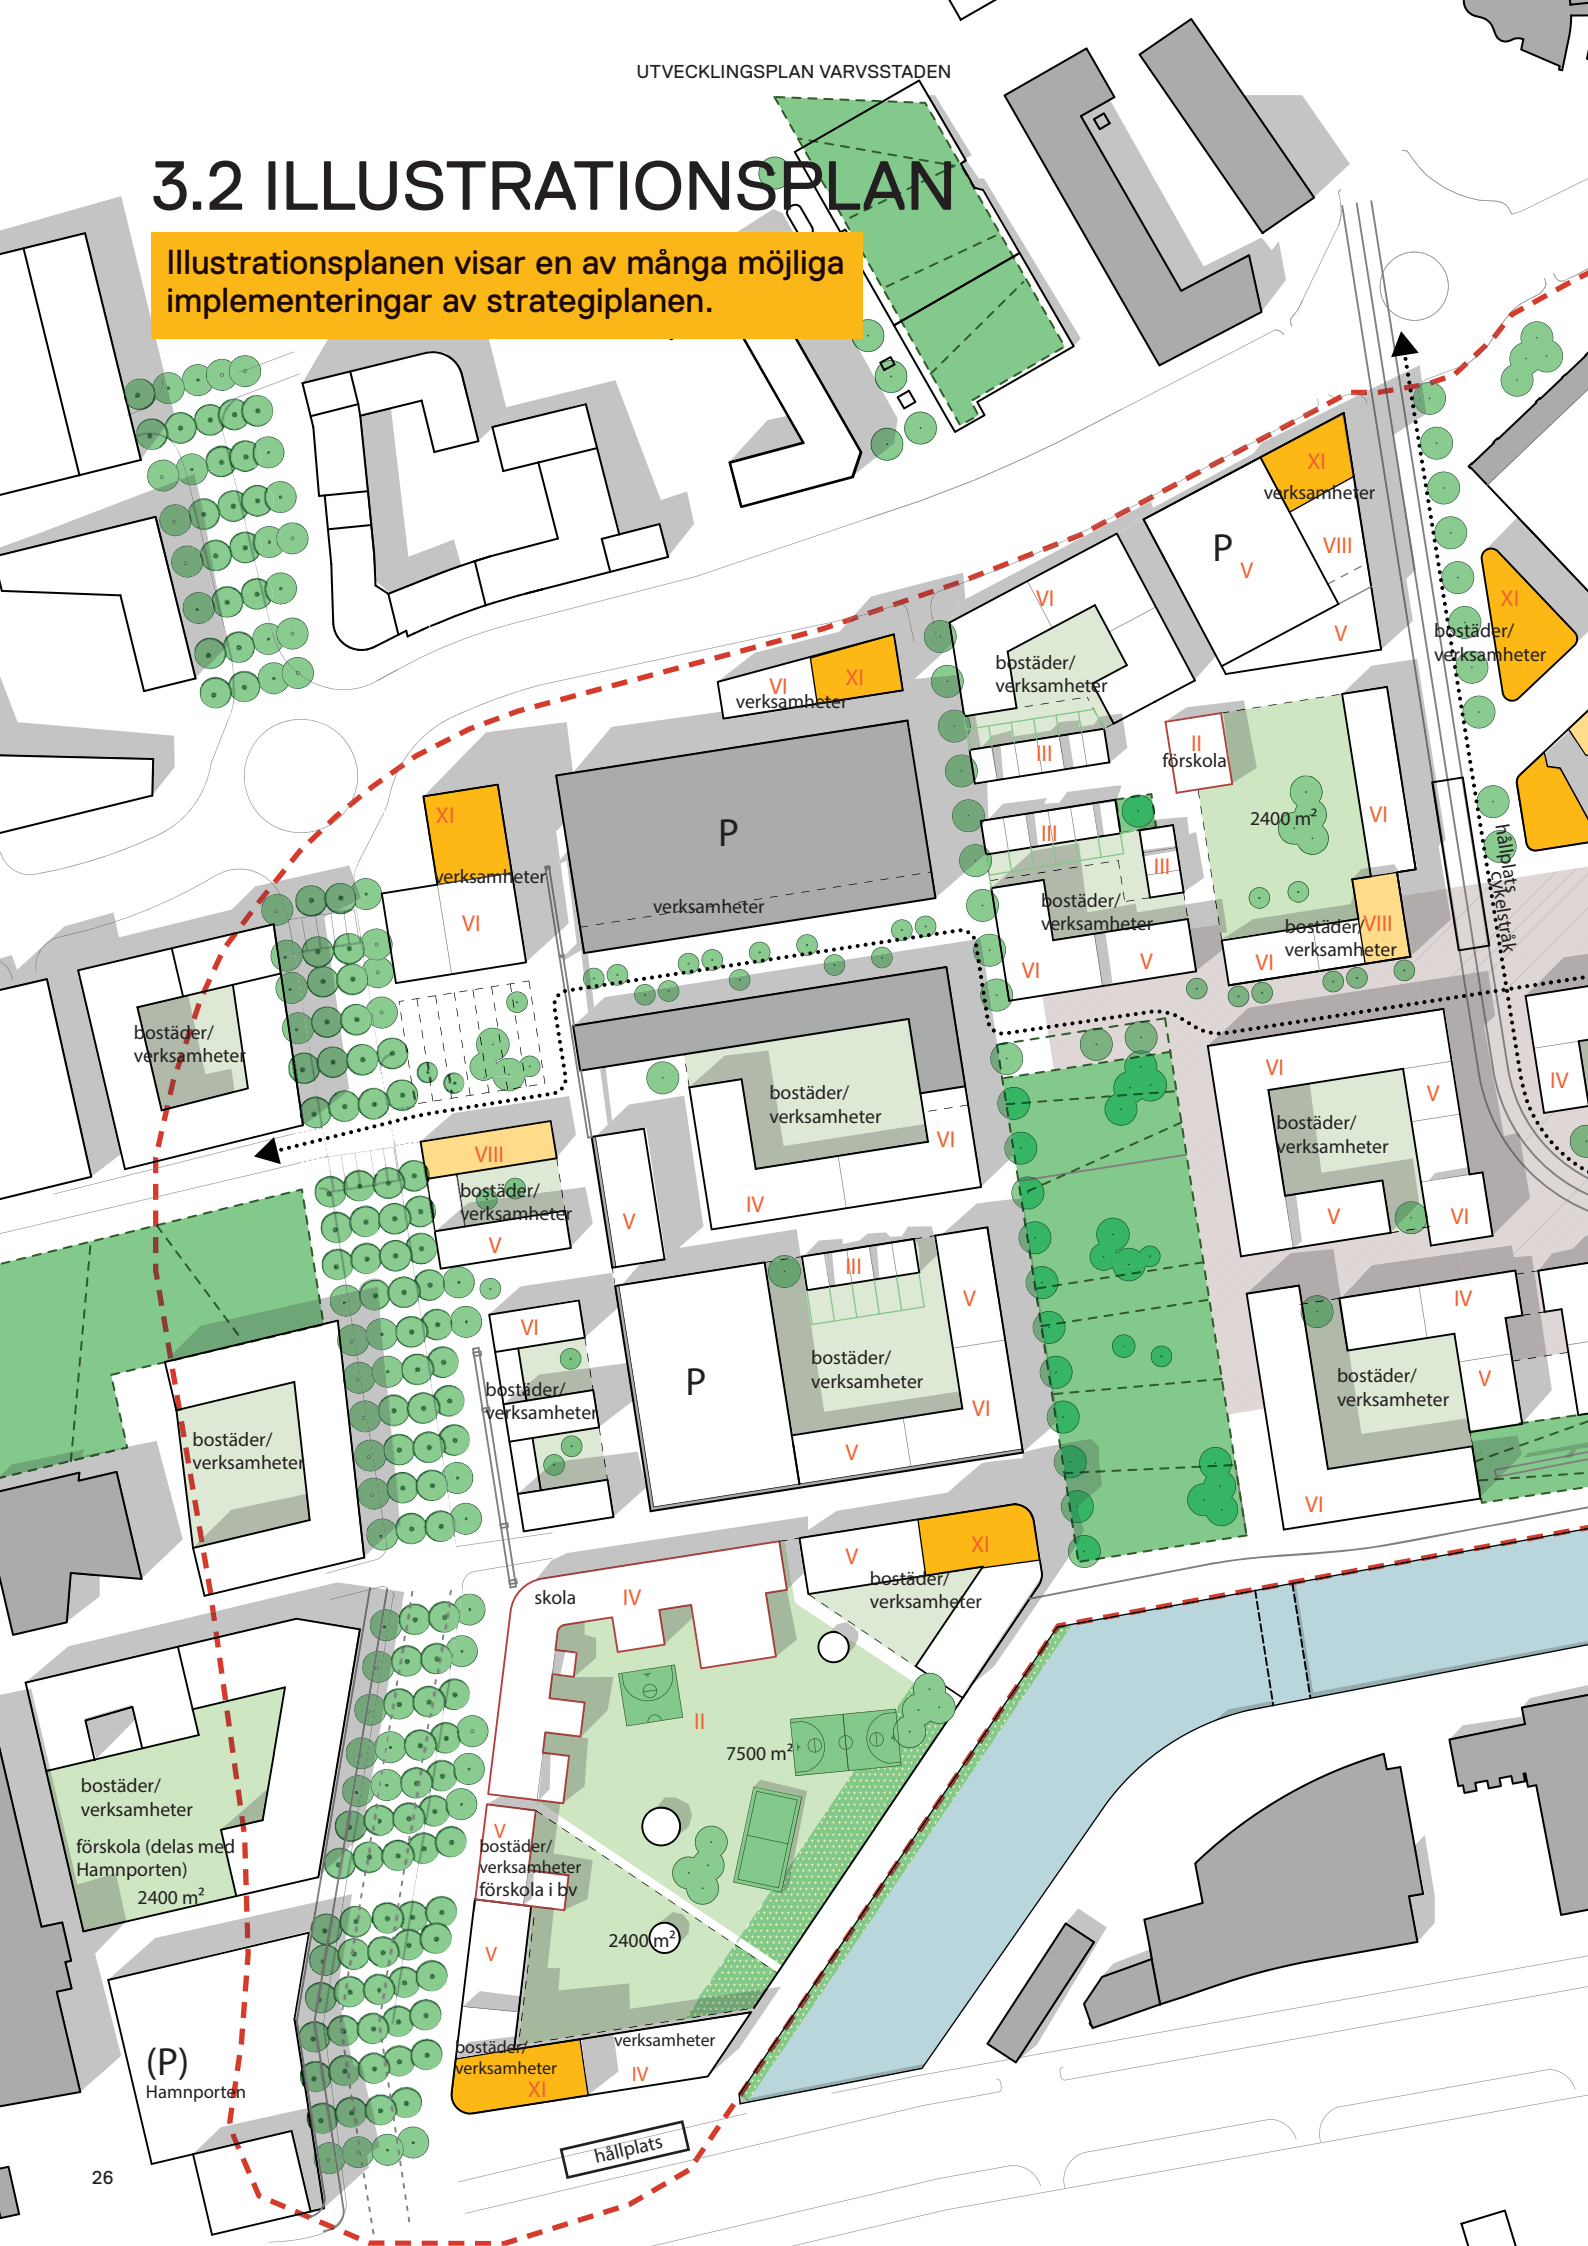 UTVECKLINGSPLAN VARVSSTADEN
3.2 ILLUSTRATIONSPLAN
Illustrationsplanen visar en av många möjliga
implementeringar av strategiplanen.
XI
verksamheter
P
V
VIII
V
XI
bostäder/
verksamheter
VI
bostäder/
verksamheter
VI
XI
verksamheter
III
II
förskola
2400 m²
VI
hållplats
cykelstråk
XI
verksamheter
VI
P
verksamheter
III
III
bostäder/
verksamheter
VI
V
bostäder/
verksamheter
VIII
VI
bostäder/
verksamheter
bostäder/
verksamheter
VI
IV
VI
V
bostäder/
verksamheter
V
VI
IV
VIII
bostäder/
verksamheter
V
V
III
V
P
bostäder/
verksamheter
VI
V
VI
bostäder/
verksamheter
bostäder/
verksamheter
IV
V
bostäder/
verksamheter
VI
V
XI
bostäder/
verksamheter
skola
IV
II
7500 m²
bostäder/
verksamheter
förskola (delas med
Hamnporten)
2400 m²
V
bostäder/
verksamheter
förskola i bv
2400 m²
V
verksamheter
IV
bostäder/
verksamheter
XI
(P)
Hamnporten
hållplats
26